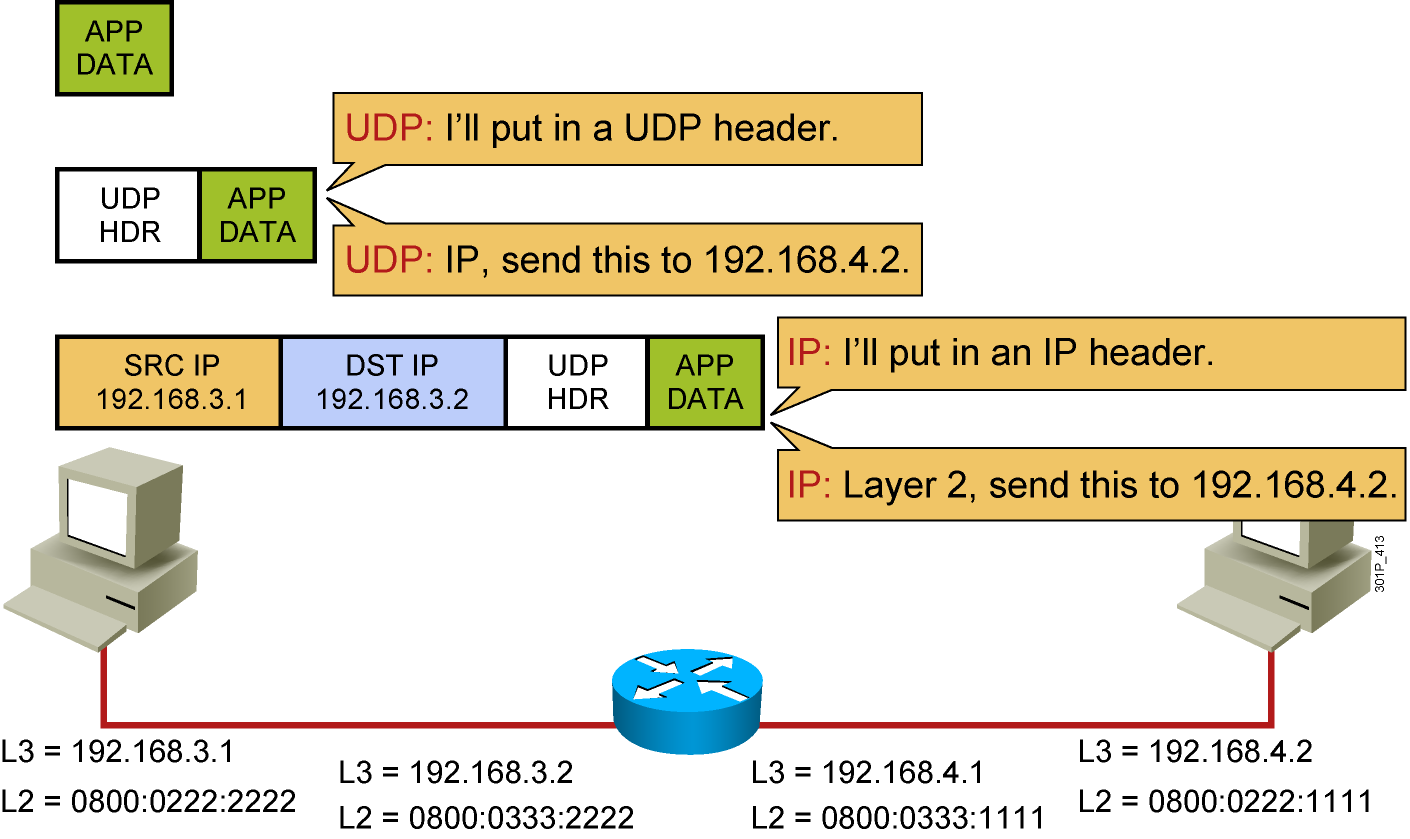 APP
DATA
UDP: I'll put in a UDP header.
UDP
HDR
APP
DATA
UDP: IP, send this to 192.168.4.2.
SRC IP
192.168.3.1
DST IP
192.168.3.2
UDP
HDR
APP
DATA
IP: I'll put in an IP header.
IP: Layer 2, send this to 192.168.4.2.
301P_413
L3 = 192.168.3.1
L2 = 0800:0222:2222
L3 = 192.168.3.2
L2 = 0800:0333:2222
L3 = 192.168.4.1
L2 = 0800:0333:1111
L3 = 192.168.4.2
L2 = 0800:0222:1111